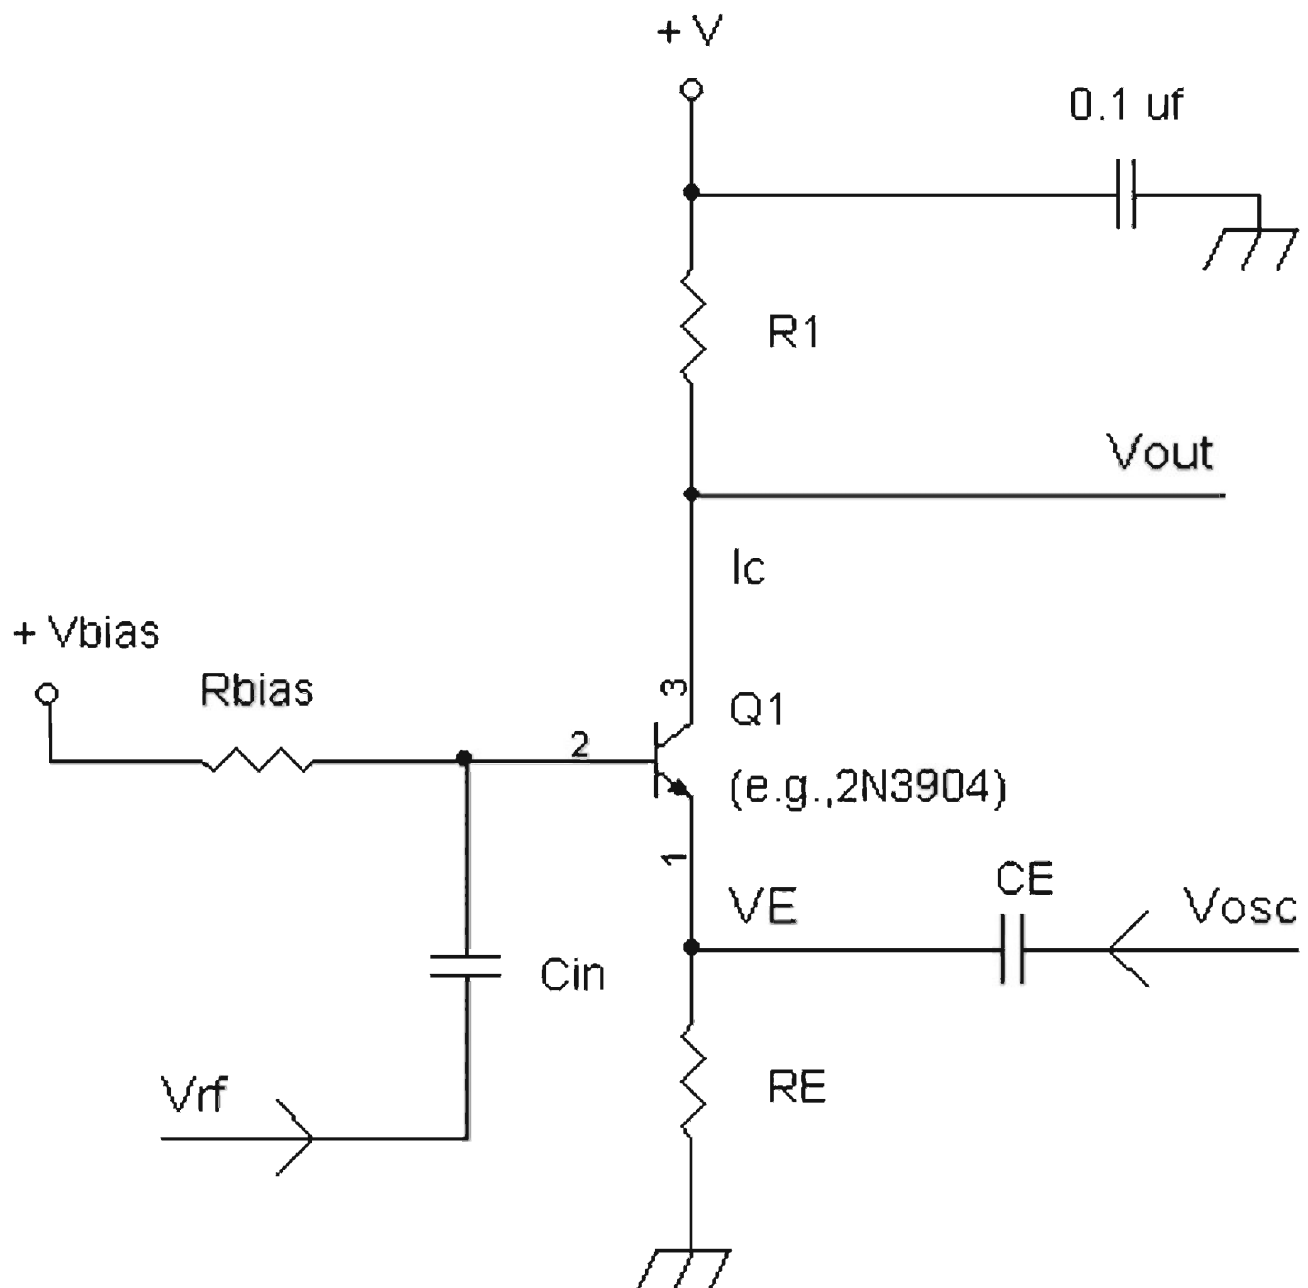 + V
0.1 uf
R1
Vout
Ic
+ Vbias
Rbias
3
Q1
2
(e.g.,2N3904)
1
CE
VE
Vosc
Cin
Vrf
RE